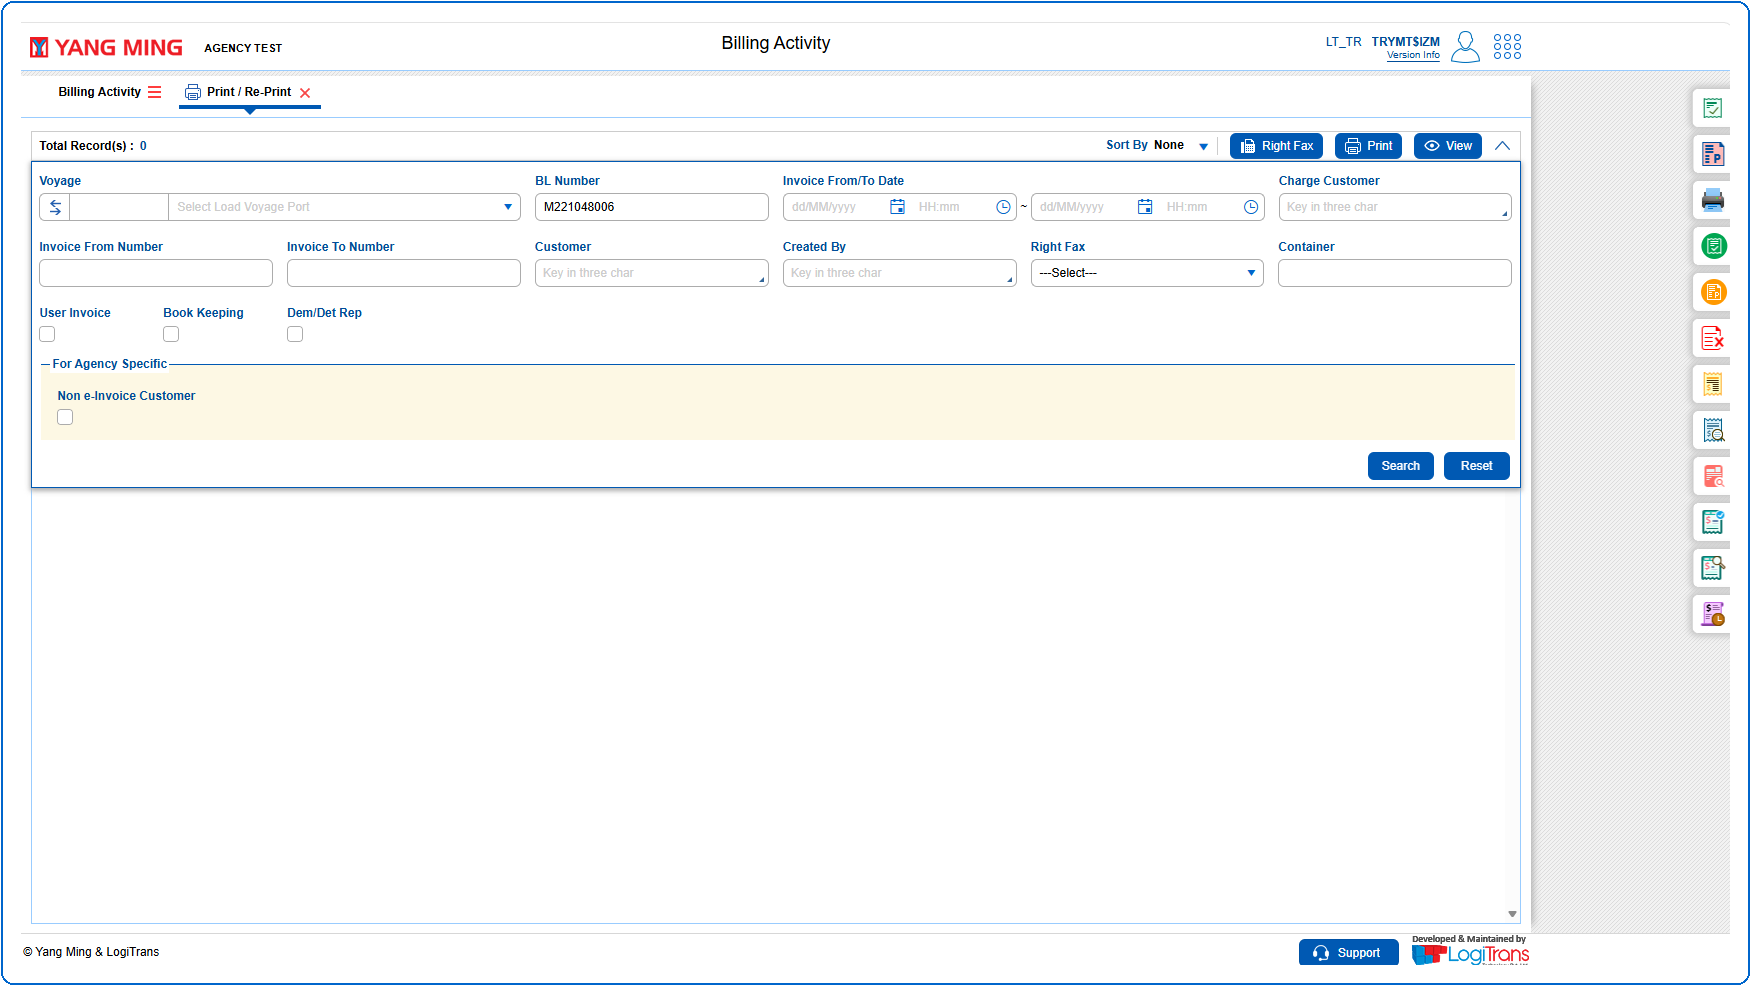 YANG MING AGENCY TEST
Billing Activity
LT_TR TRYMT$IZM
Version Info
Billing Activity
Print / Re-Print
Total Record(s) : 0
Sort By None
Right Fax
Print
View
Voyage
BL Number
Invoice From/To Date
Charge Customer
Select Load Voyage Port
M221048006
dd/MM/yyyy HH:mm ~ dd/MM/yyyy HH:mm
Key in three char
Invoice From Number
Invoice To Number
Customer
Created By
Right Fax
Container
Key in three char
Key in three char
---Select---
User Invoice
Book Keeping
Dem/Det Rep
For Agency Specific
Non e-Invoice Customer
Search
Reset
© Yang Ming & LogiTrans
Support
Developed & Maintained by
LogiTrans